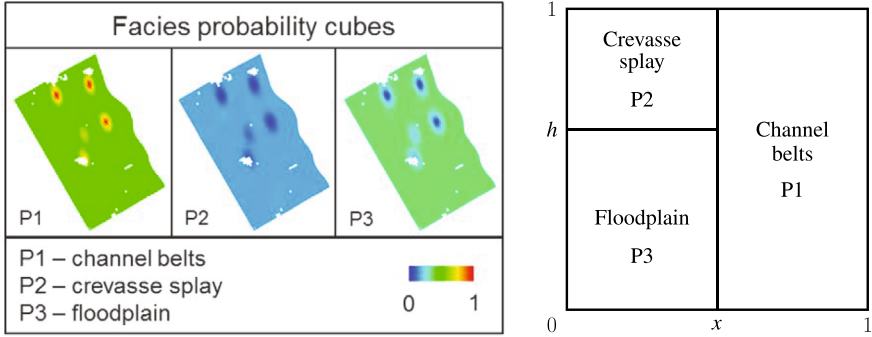 Facies probability cubes
P1
P2
P3
P1 – channel belts
P2 – crevasse splay
P3 – floodplain
0
1
1
Crevasse
splay
P2
h
Channel
belts
P1
Floodplain
P3
0
x
1